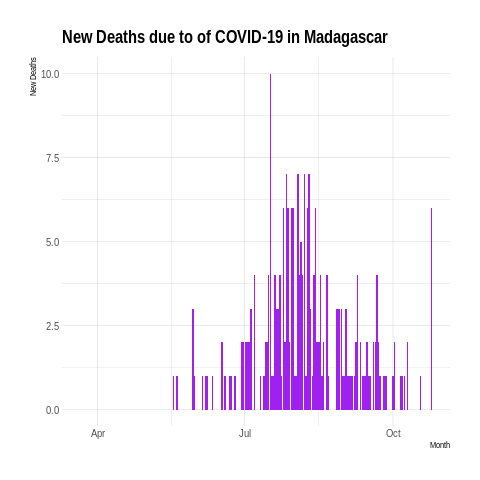 New Deaths due to of COVID-19 in Madagascar
New Deaths
10.0
7.5
5.0
2.5
0.0
Apr Jul Oct
Month